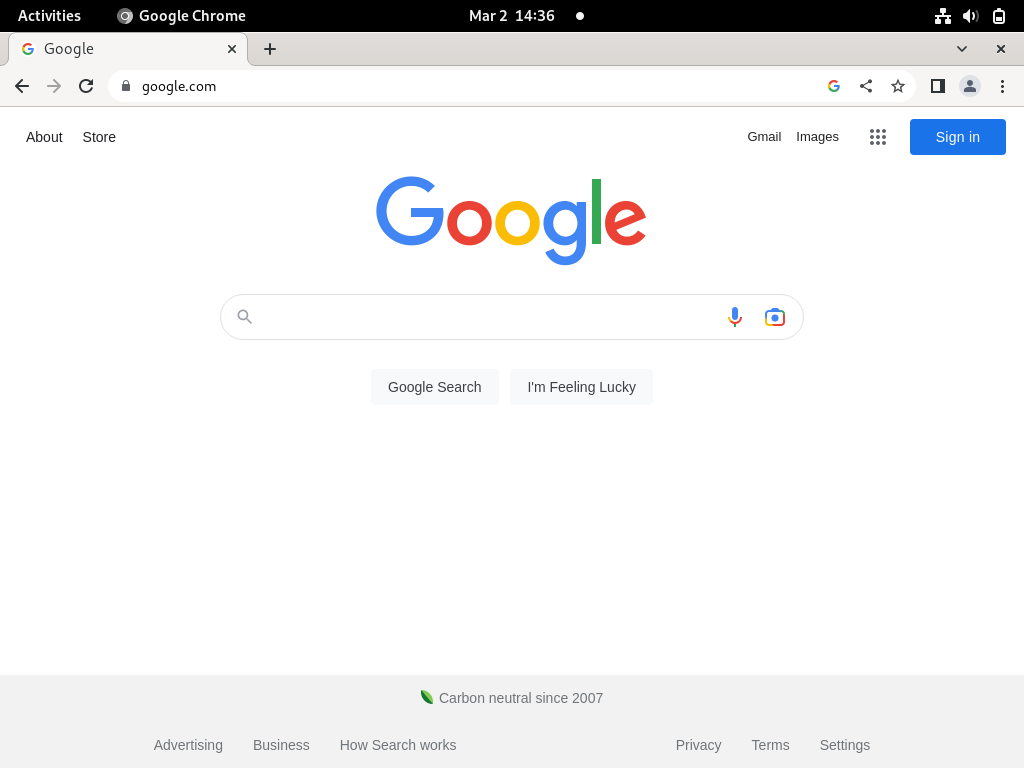 Activities Google Chrome Mar 2 14:36
Google
google.com
About Store Gmail Images Sign in
Google
Google Search I'm Feeling Lucky
Carbon neutral since 2007
Advertising Business How Search works Privacy Terms Settings